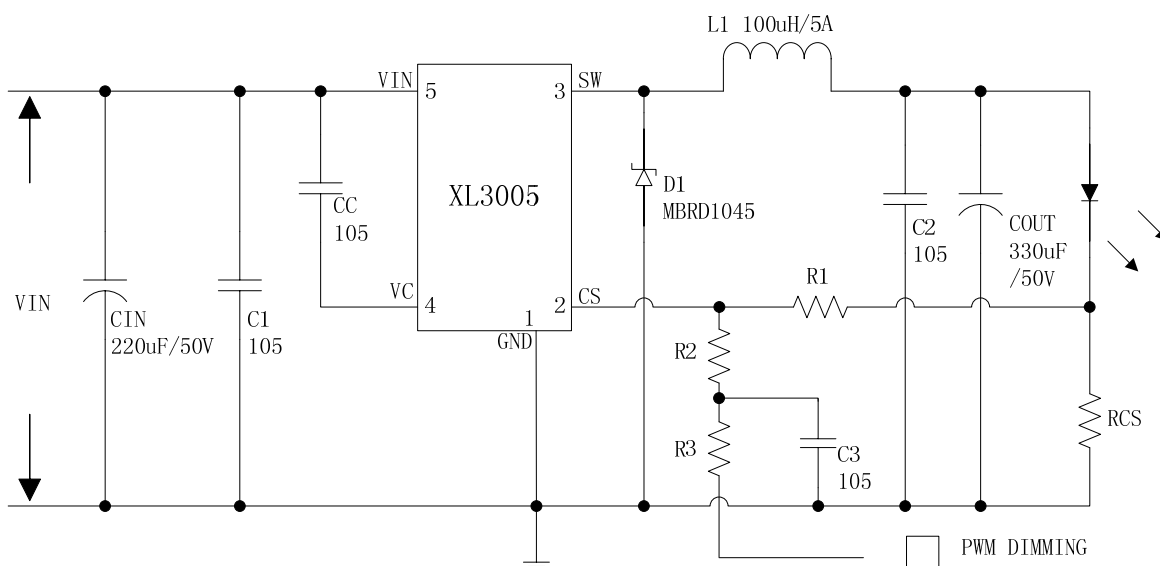 L1 100uH/5A
VIN
5
3
SW
XL3005
CC
105
D1
MBRD1045
C2
105
COUT
330uF
/50V
VIN
VC
4
2
CS
R1
CIN
220uF/50V
C1
105
1
GND
R2
R3
C3
105
RCS
PWM DIMMING